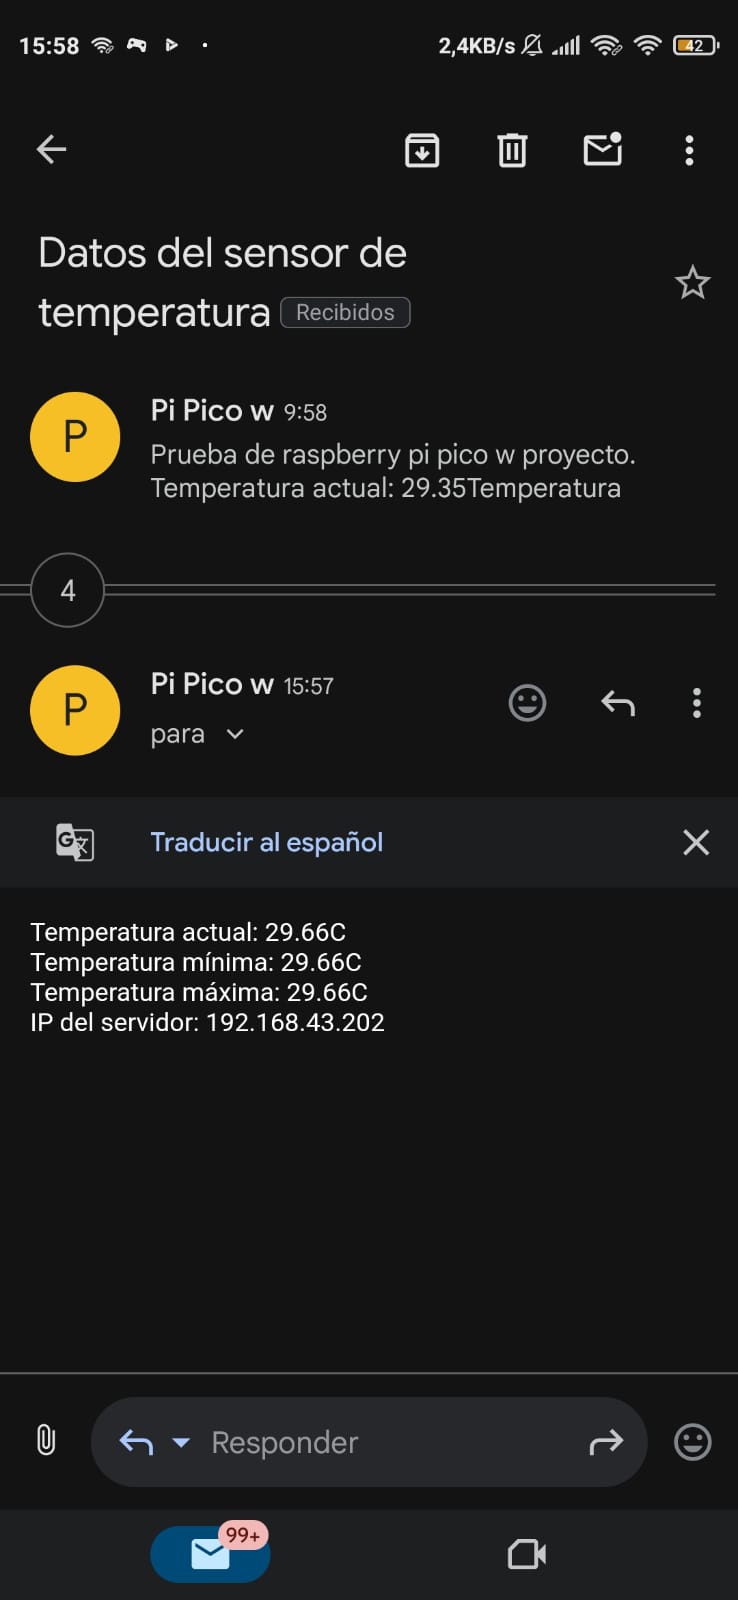 15:58
2,4KB/s
42
Datos del sensor de
temperatura Recibidos
P
Pi Pico w 9:58
Prueba de raspberry pi pico w proyecto.
Temperatura actual: 29.35Temperatura
4
P
Pi Pico w 15:57
para
Traducir al español
Temperatura actual: 29.66C
Temperatura mínima: 29.66C
Temperatura máxima: 29.66C
IP del servidor: 192.168.43.202
Responder
99+